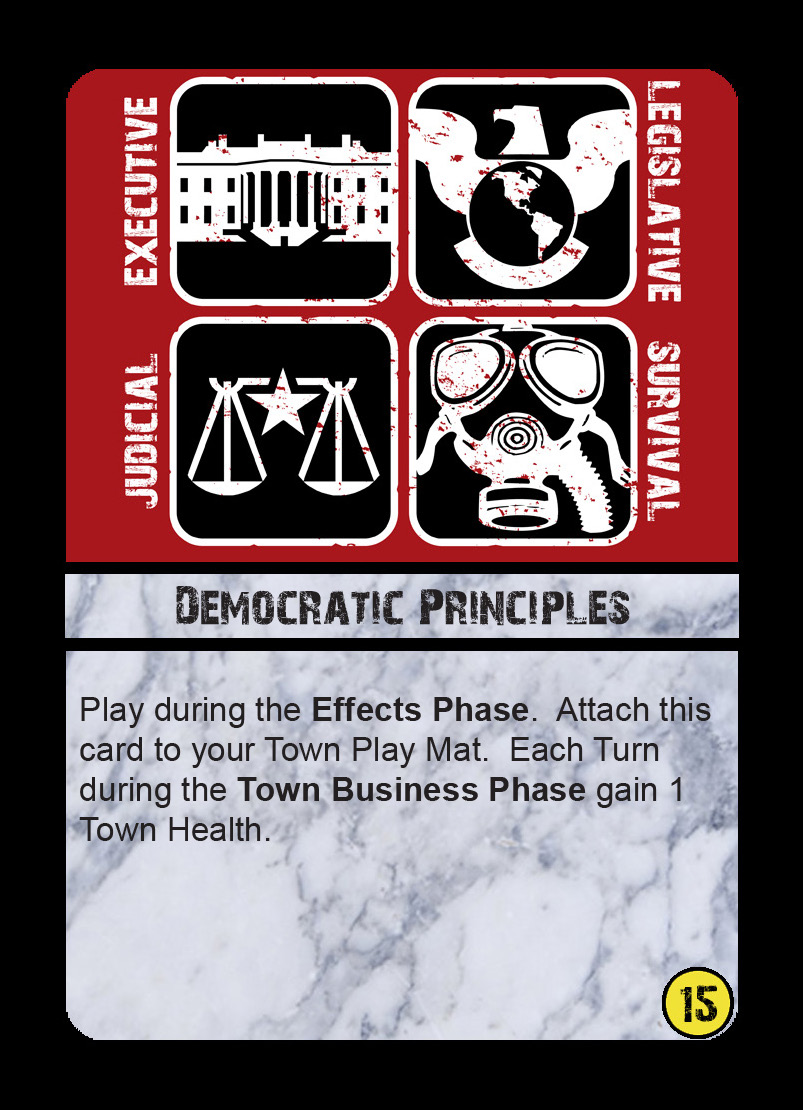 EXECUTIVE
LEGISLATIVE
JUDICIAL
SURVIVAL
DEMOCRATIC PRINCIPLES
Play during the Effects Phase.  Attach this
card to your Town Play Mat.  Each Turn
during the Town Business Phase gain 1
Town Health.
15